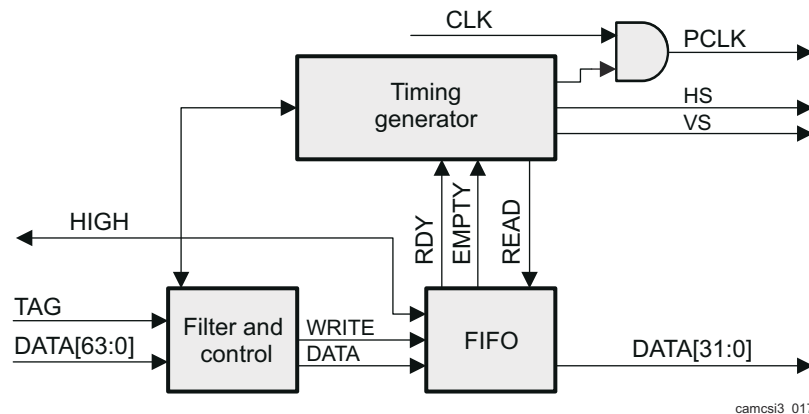 CLK
PCLK
Timing
generator
HS
VS
HIGH
RDY
EMPTY
READ
TAG
DATA[63:0]
Filter and
control
WRITE
DATA
FIFO
DATA[31:0]
camcsi3_017